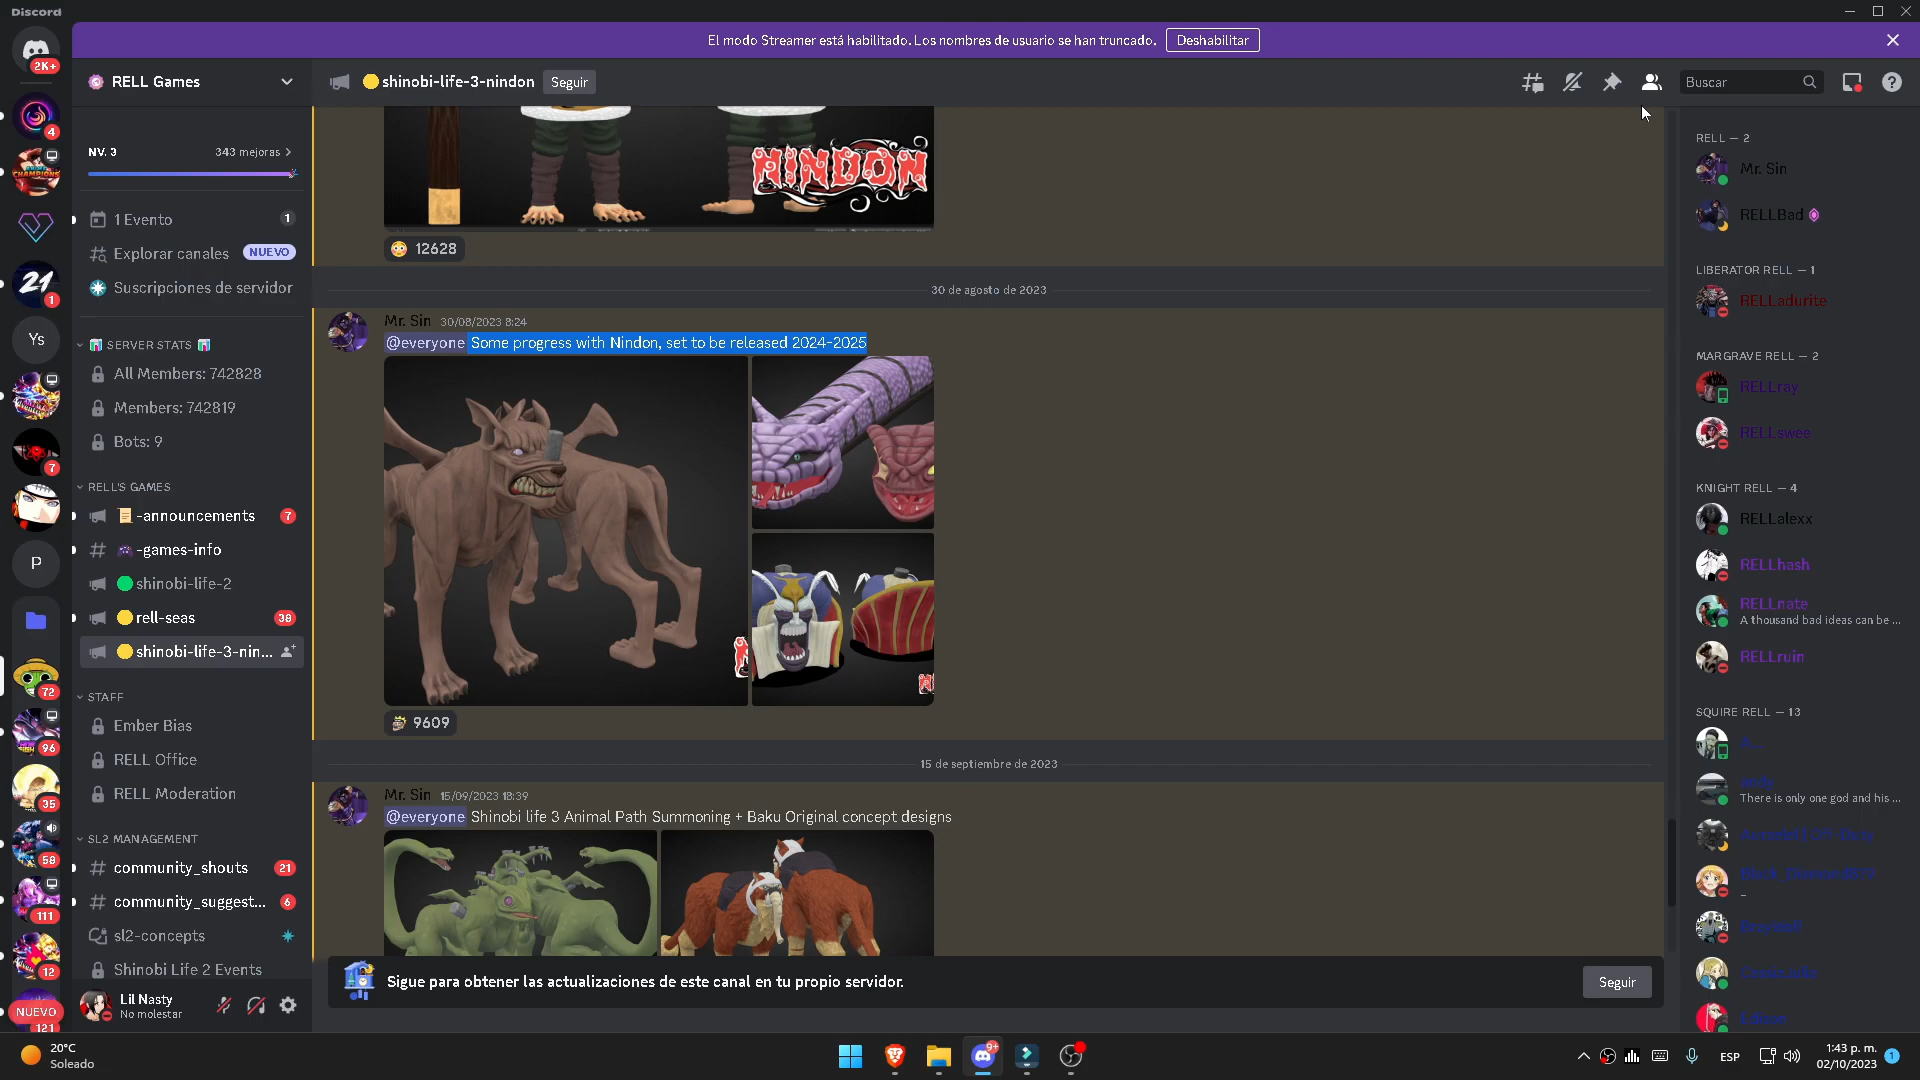 Discord
El modo Streamer está habilitado. Los nombres de usuario se han truncado.
Deshabilitar
2K+
4
CHAMPIONS
21
1
Ys
7
P
72
96
35
58
111
12
NUEVO
121
RELL Games
NV. 3
343 mejoras
1 Evento
1
Explorar canales
NUEVO
Suscripciones de servidor
SERVER STATS
All Members: 742828
Members: 742819
Bots: 9
RELL'S GAMES
-announcements
7
-games-info
shinobi-life-2
rell-seas
38
shinobi-life-3-nin...
STAFF
Ember Bias
RELL Office
RELL Moderation
SL2 MANAGEMENT
community_shouts
21
community_suggest...
6
sl2-concepts
Shinobi Life 2 Events
Lil Nasty
No molestar
shinobi-life-3-nindon
Seguir
Buscar
NINDON
12628
30 de agosto de 2023
Mr. Sin 30/08/2023 8:24
@everyone Some progress with Nindon, set to be released 2024-2025
9609
15 de septiembre de 2023
Mr. Sin 15/09/2023 18:39
@everyone Shinobi life 3 Animal Path Summoning + Baku Original concept designs
Sigue para obtener las actualizaciones de este canal en tu propio servidor.
Seguir
RELL — 2
Mr. Sin
RELLBad
LIBERATOR RELL — 1
RELLadurite
MARGRAVE RELL — 2
RELLray
RELLswee
KNIGHT RELL — 4
RELLalexx
RELLhash
RELLnate
A thousand bad ideas can be ...
RELLruin
SQUIRE RELL — 13
There is only one god and his ...
20°C
Soleado
9+
ESP
1:43 p. m.
02/10/2023
1